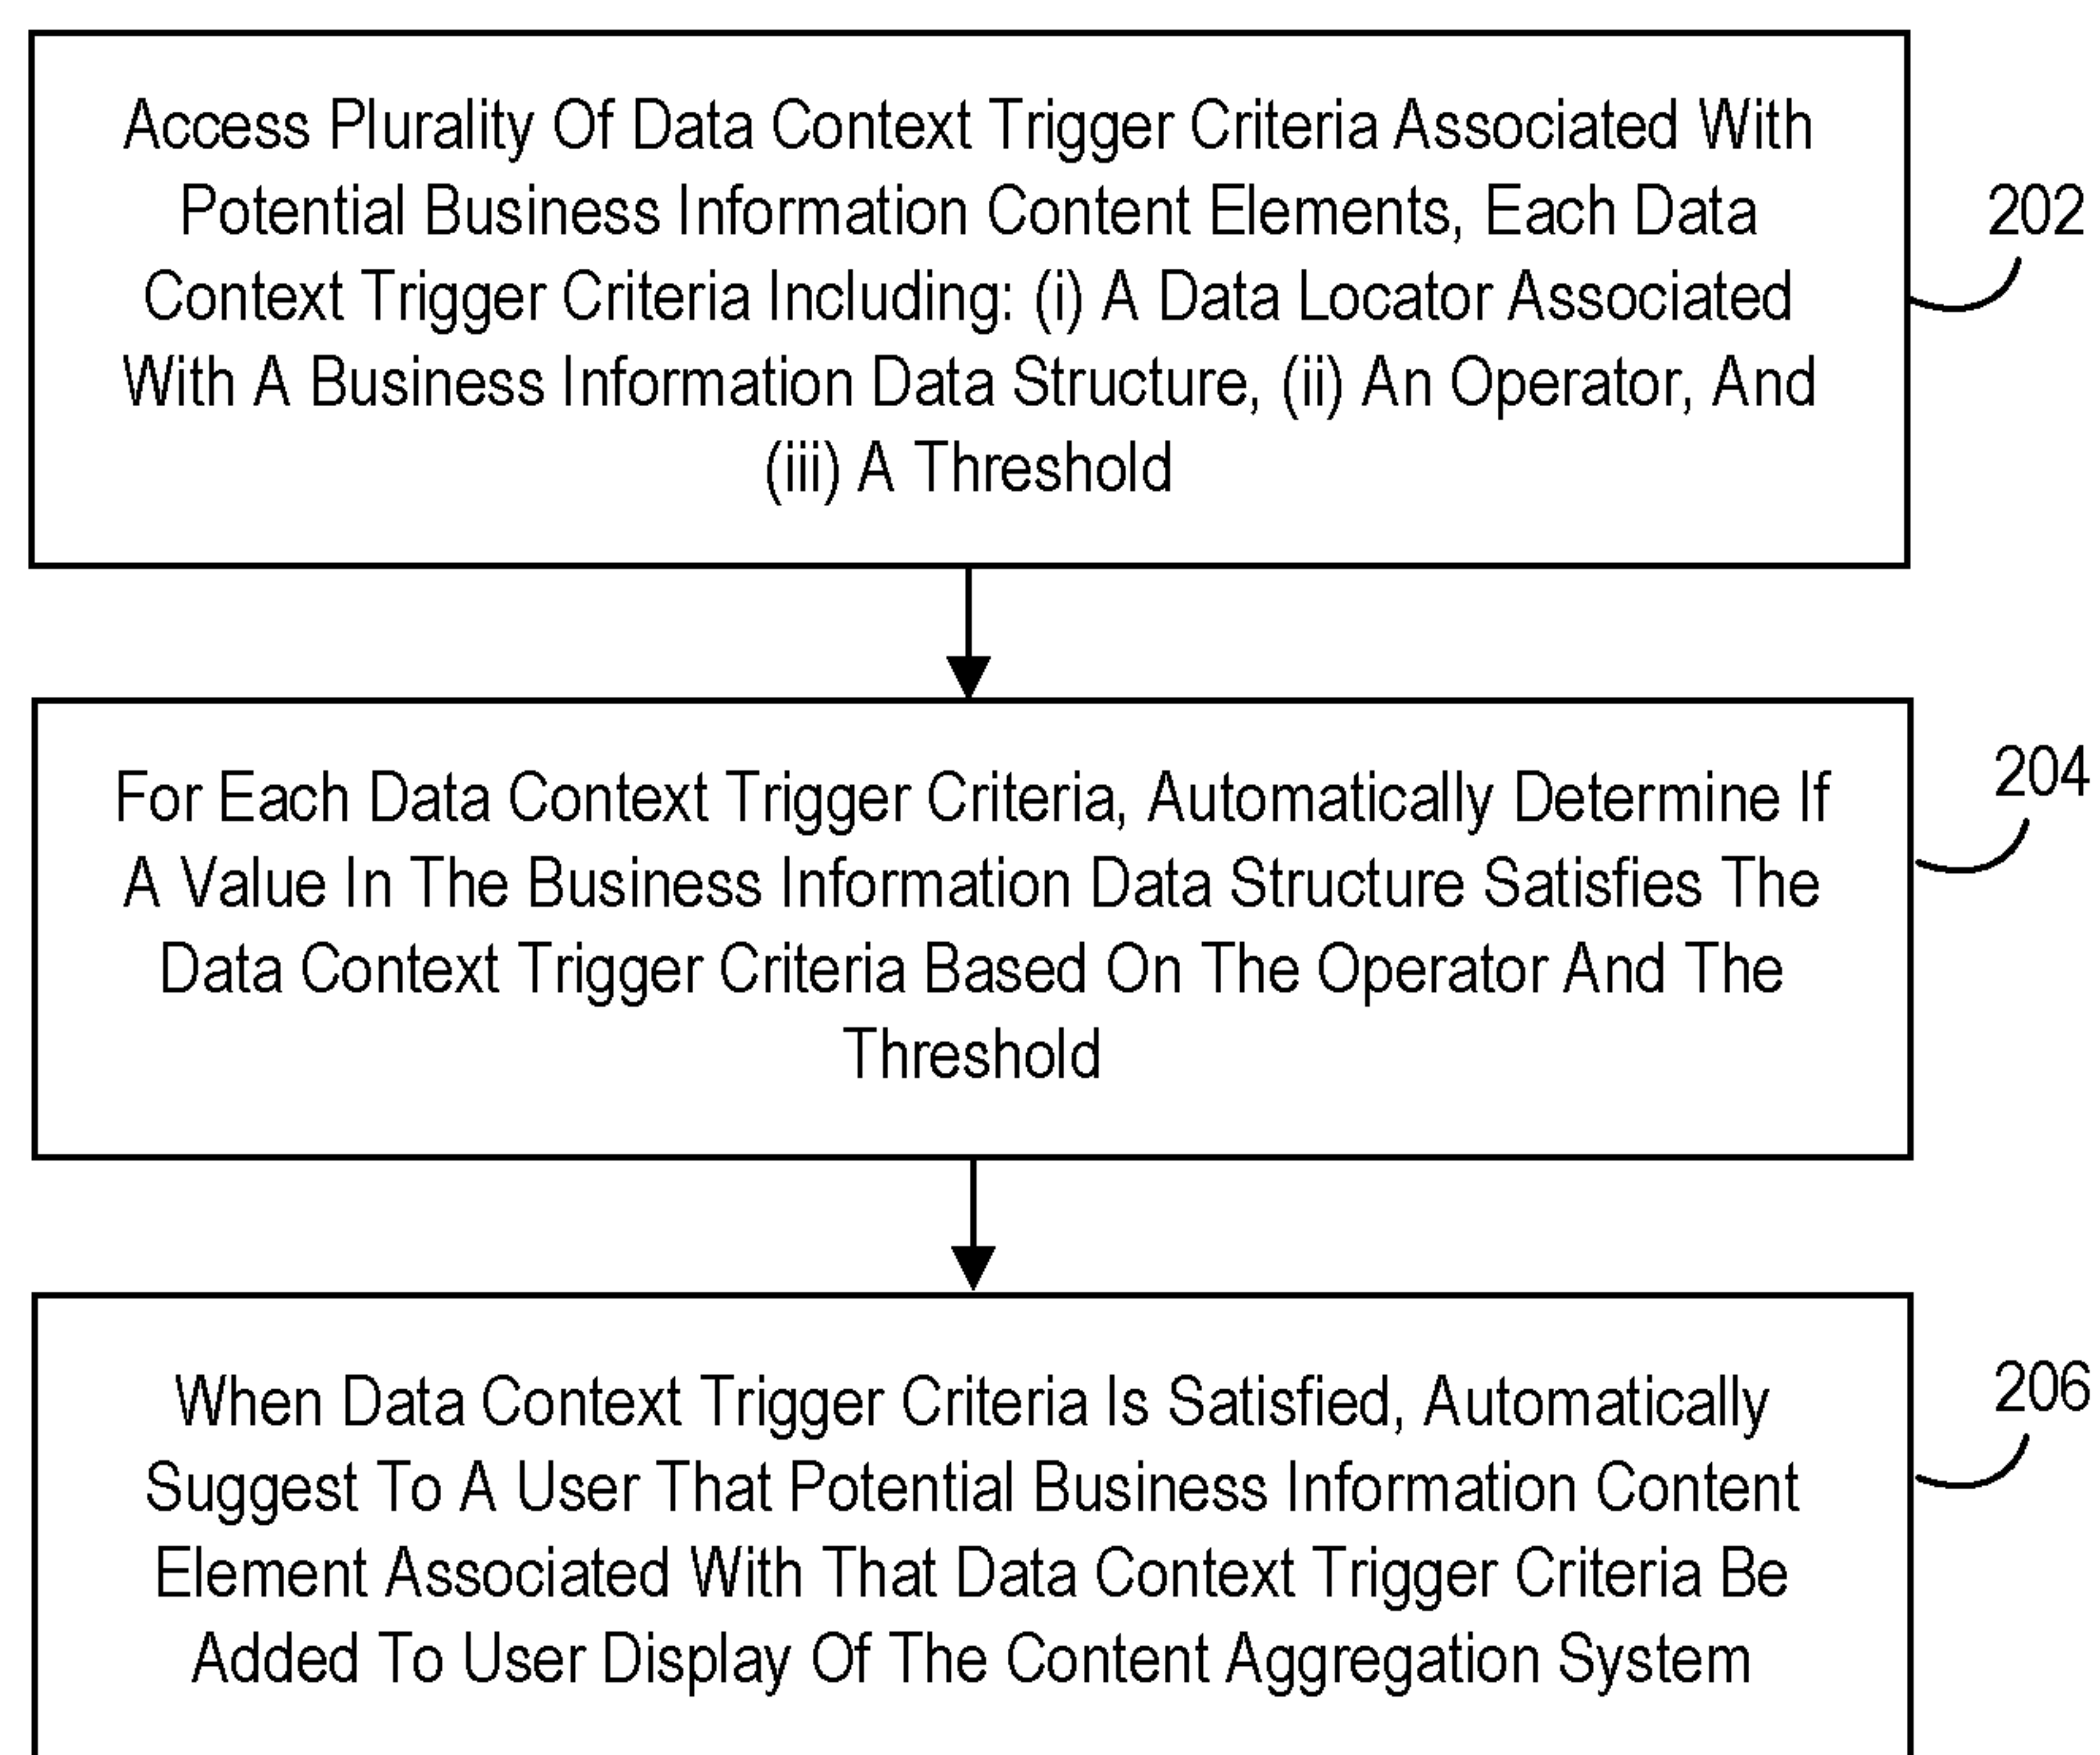 Access Plurality Of Data Context Trigger Criteria Associated With
Potential Business Information Content Elements, Each Data
Context Trigger Criteria Including: (i) A Data Locator Associated
With A Business Information Data Structure, (ii) An Operator, And
(iii) A Threshold
202
For Each Data Context Trigger Criteria, Automatically Determine If
A Value In The Business Information Data Structure Satisfies The
Data Context Trigger Criteria Based On The Operator And The
Threshold
204
When Data Context Trigger Criteria Is Satisfied, Automatically
Suggest To A User That Potential Business Information Content
Element Associated With That Data Context Trigger Criteria Be
Added To User Display Of The Content Aggregation System
206